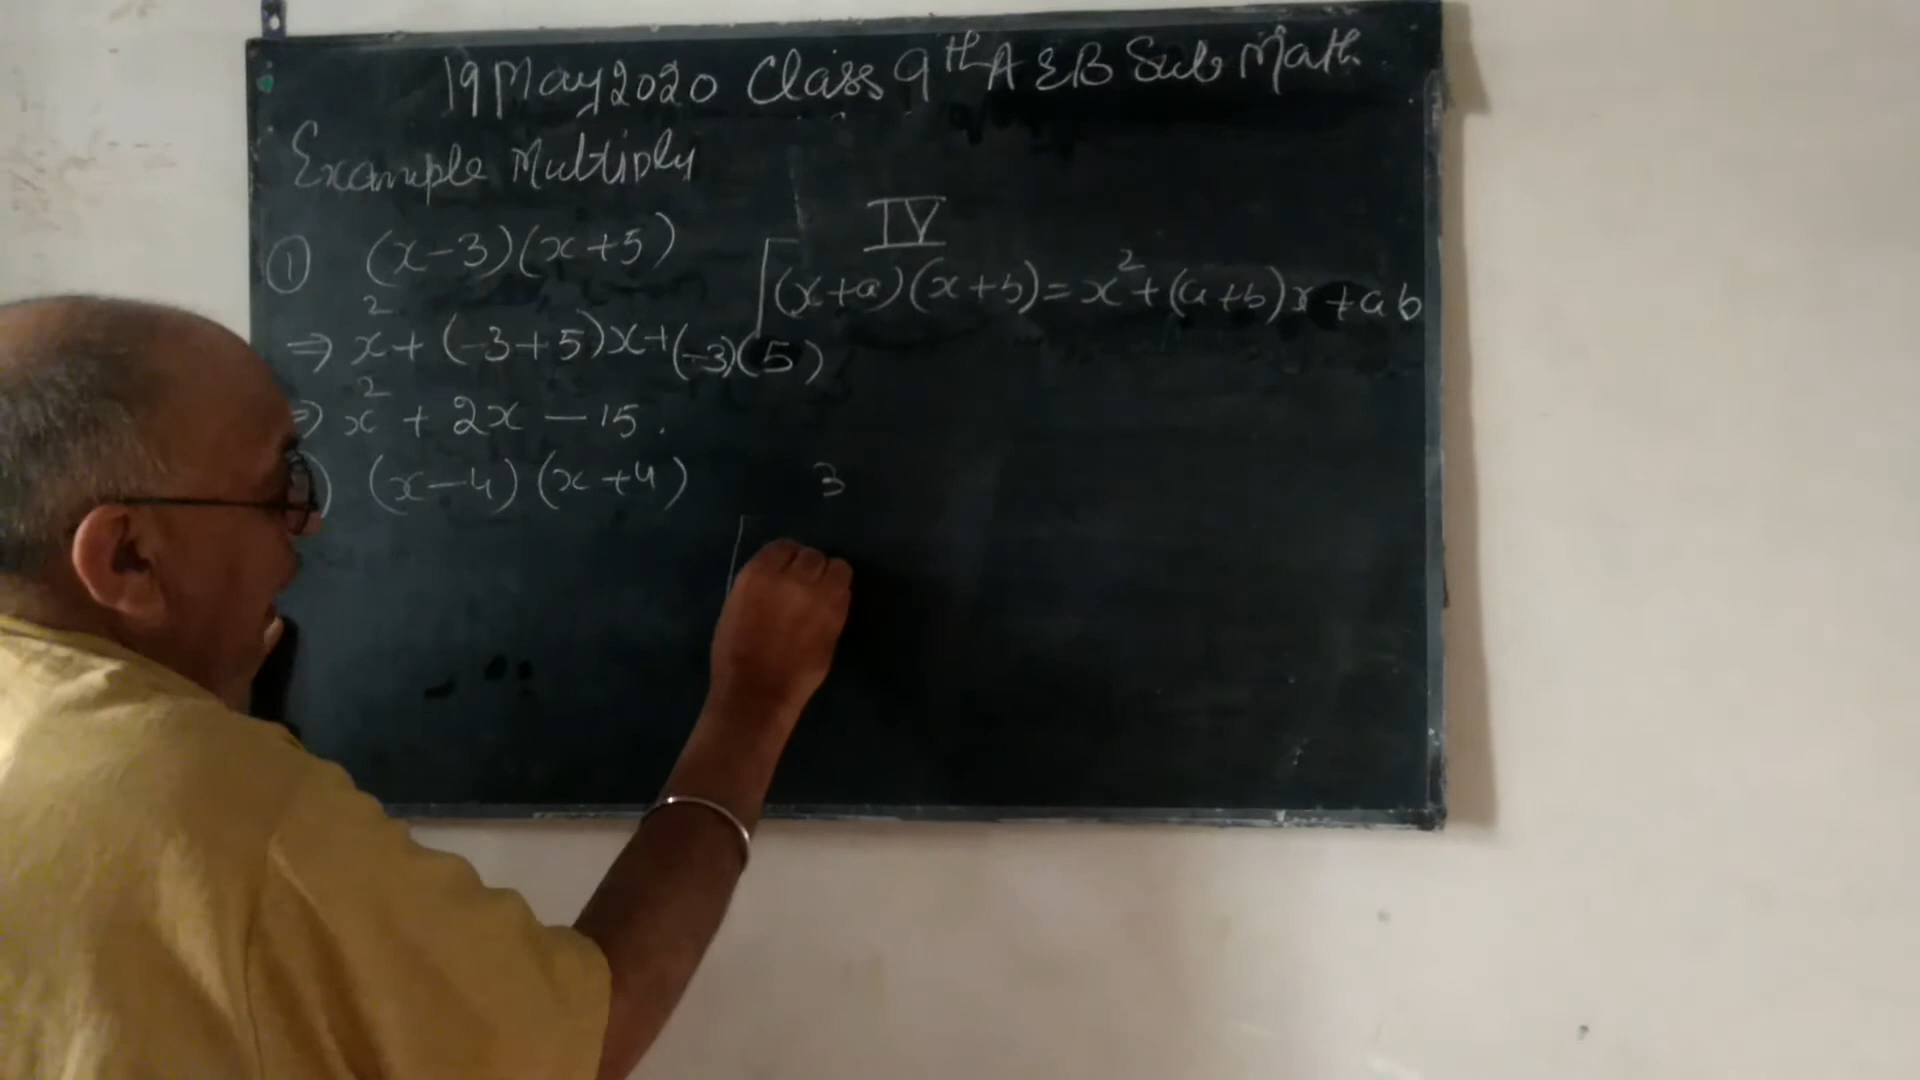 19 May 2020 Class 9th A & B Sub Math
Example Multiply
① (x-3)(x+5)
IV
(x+a)(x+b)=x²+(a+b)x+ab
⇒ x²+(-3+5)x+(-3)(5)
⇒ x²+2x-15.
) (x-4)(x+4)
3